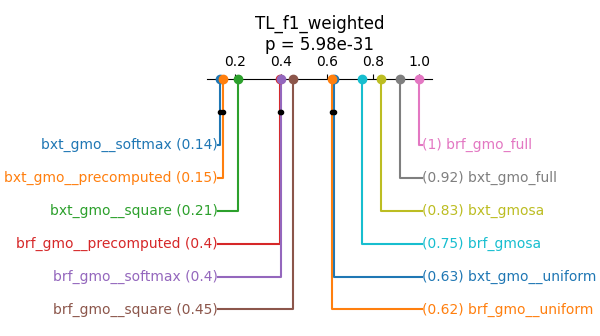 TL_f1_weighted
p = 5.98e-31
0.2 0.4 0.6 0.8 1.0
bxt_gmo__softmax (0.14)
(1) brf_gmo_full
bxt_gmo__precomputed (0.15)
(0.92) bxt_gmo_full
bxt_gmo__square (0.21)
(0.83) bxt_gmosa
brf_gmo__precomputed (0.4)
(0.75) brf_gmosa
brf_gmo__softmax (0.4)
(0.63) bxt_gmo__uniform
brf_gmo__square (0.45)
(0.62) brf_gmo__uniform